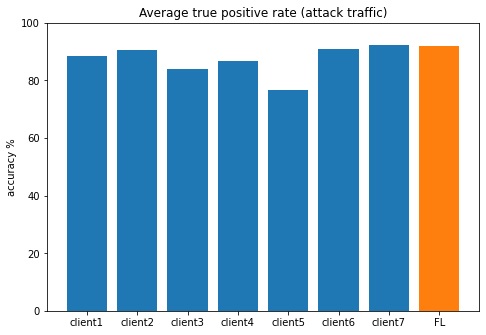 Average true positive rate (attack traffic)
accuracy %
100
80
60
40
20
0
client1 client2 client3 client4 client5 client6 client7 FL